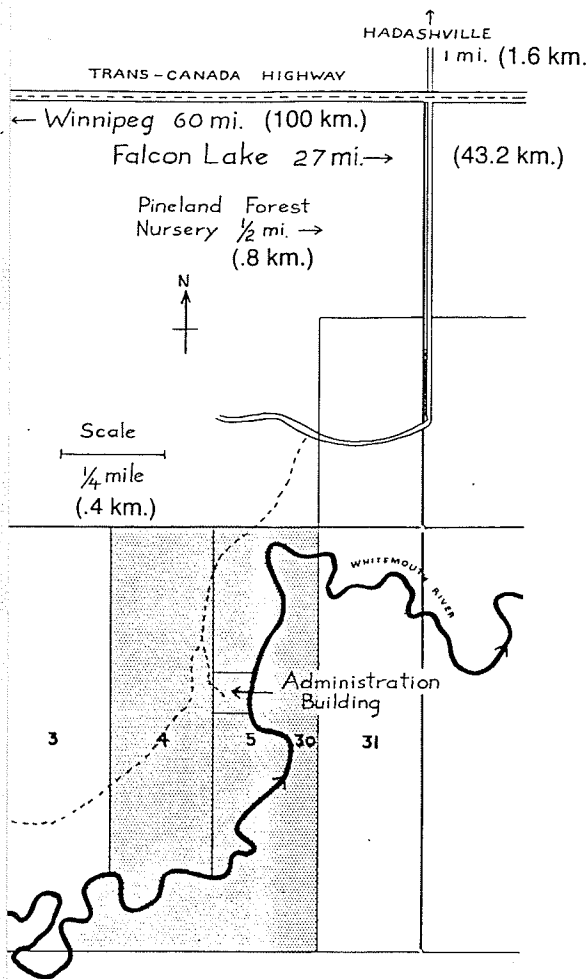 HADASHVILLE
1 mi. (1.6 km.
TRANS-CANADA HIGHWAY
← Winnipeg 60 mi. (100 km.)
Falcon Lake 27 mi. → (43.2 km.)
Pineland Forest
Nursery ½ mi. →
(.8 km.)
N
Scale
¼ mile
(.4 km.)
WHITEMOUTH RIVER
Administration
Building
3 4 5 30 31